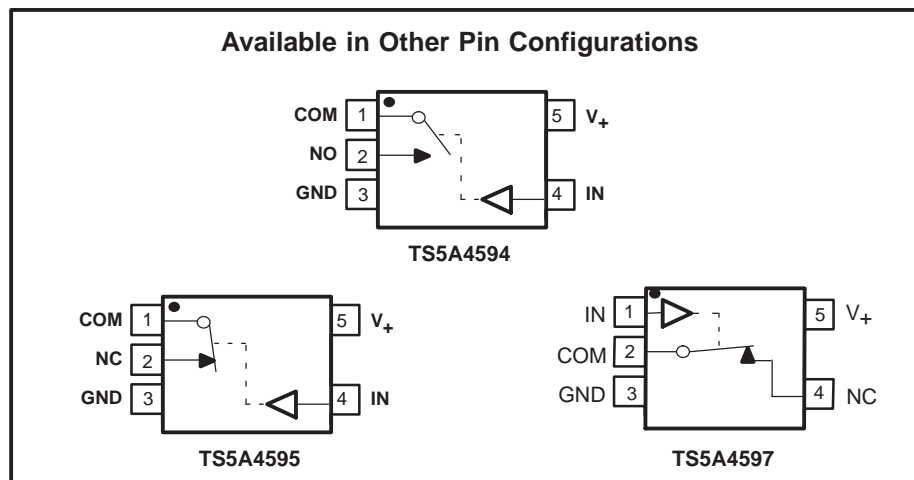 Available in Other Pin Configurations
COM 1 5 V+
NO 2
GND 3 4 IN
TS5A4594
COM 1 5 V+
NC 2
GND 3 4 IN
TS5A4595
IN 1 5 V+
COM 2
GND 3 4 NC
TS5A4597